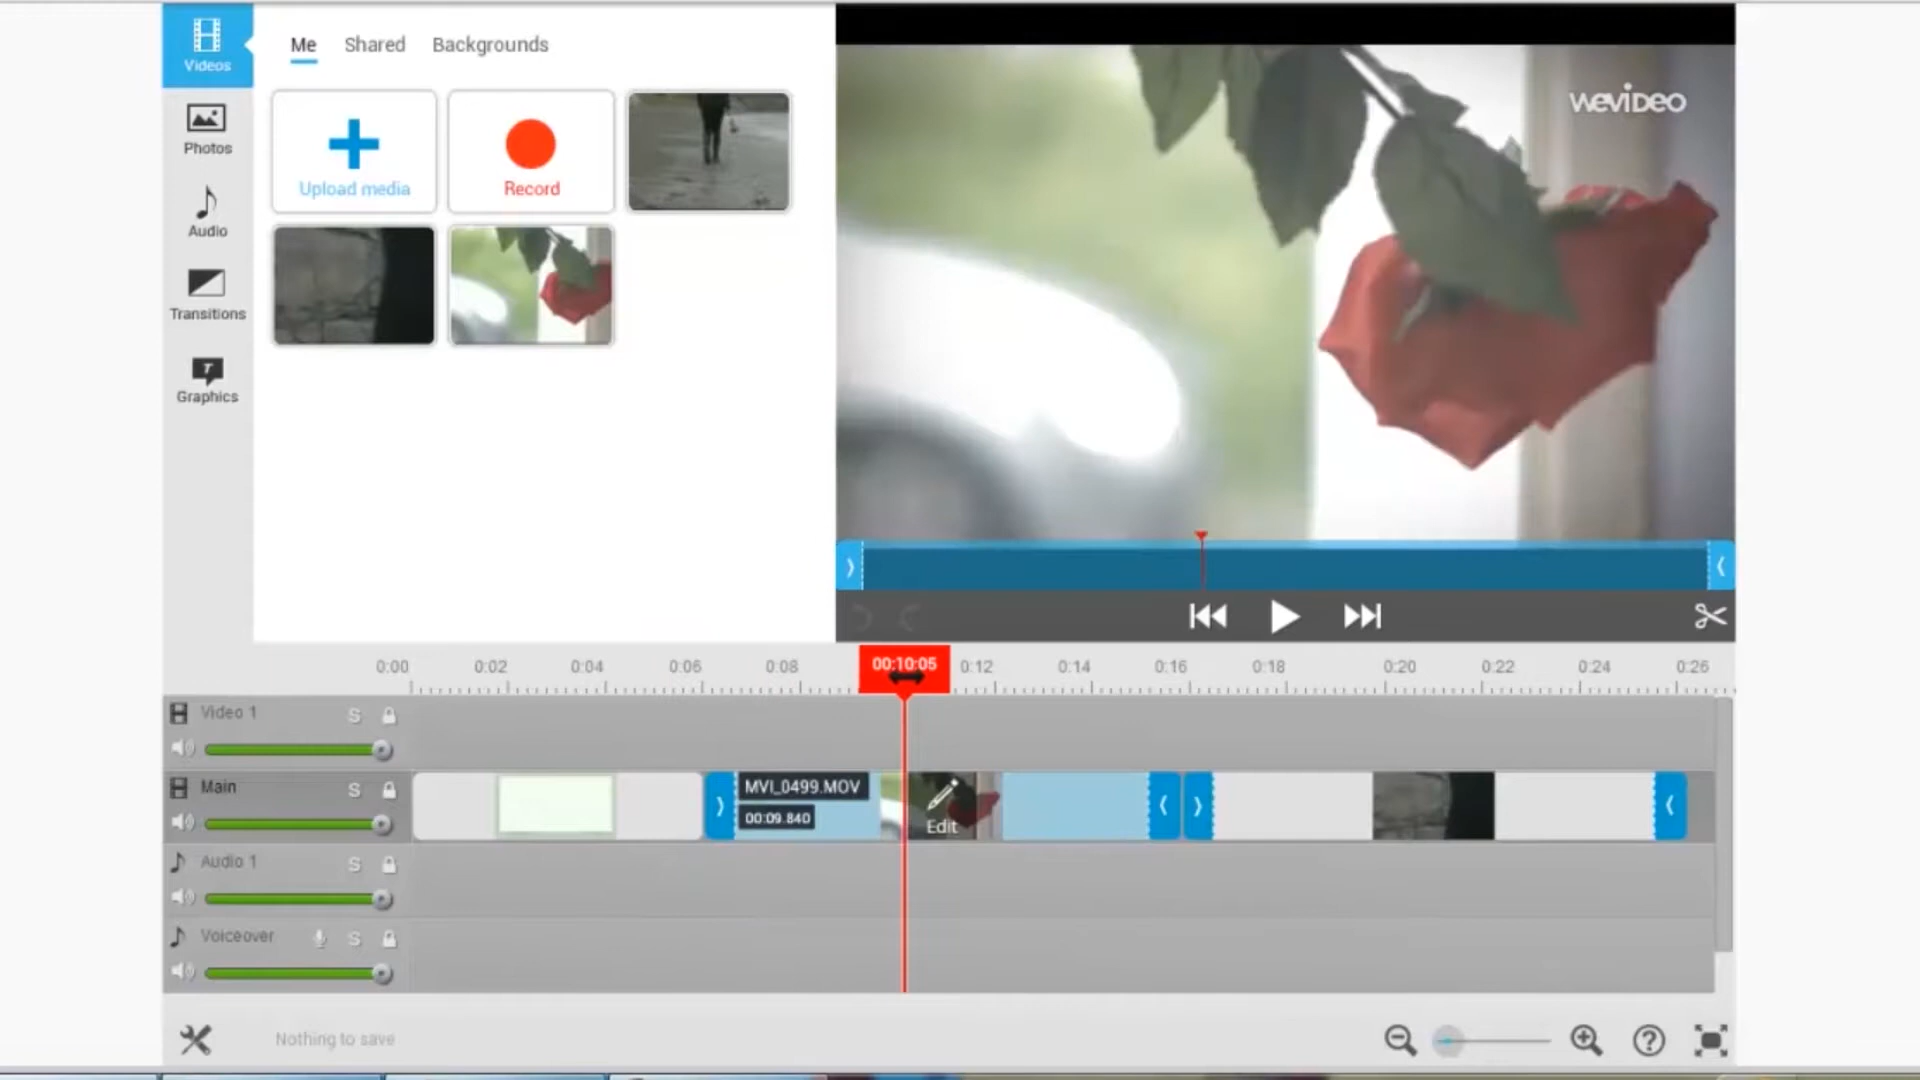 Videos
Photos
Audio
Transitions
T
Graphics
Me Shared Backgrounds
Upload media
Record
WEVIDEO
0:00 0:02 0:04 0:06 0:08 00:10:05 0:12 0:14 0:16 0:18 0:20 0:22 0:24 0:26
Video 1 S
Main S
MVI_0499.MOV
00:09.840
Edit
Audio 1 S
Voiceover S
Nothing to save
?